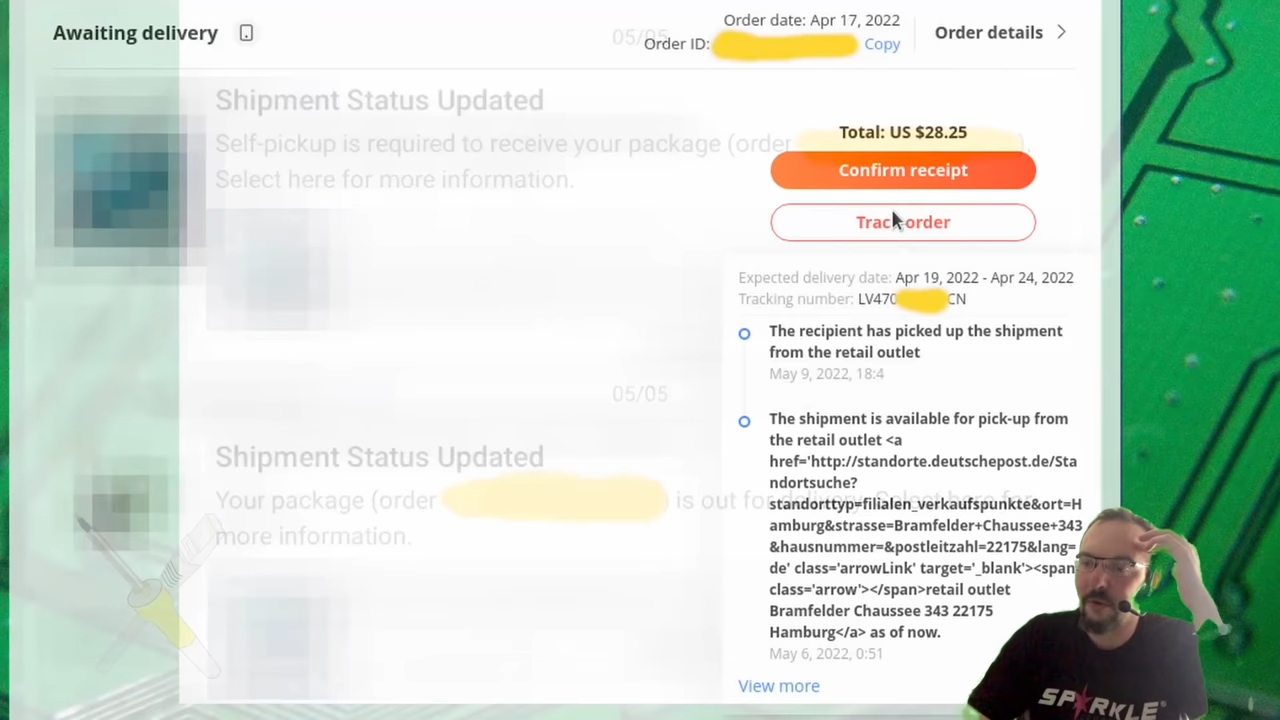 Awaiting delivery
Order date: Apr 17, 2022
Order ID:
Copy
Order details
05/05
Shipment Status Updated
Self-pickup is required to receive your package (order
).
Select here for more information.
Total: US $28.25
Confirm receipt
Track order
Expected delivery date: Apr 19, 2022 - Apr 24, 2022
Tracking number: LV470
CN
The recipient has picked up the shipment
from the retail outlet
May 9, 2022, 18:4
05/05
Shipment Status Updated
Your package (order
) is out for delivery. Select here for
more information.
The shipment is available for pick-up from
the retail outlet <a
href='http://standorte.deutschepost.de/Sta
ndortsuche?
standorttyp=filialen_verkaufspunkte&ort=H
amburg&strasse=Bramfelder+Chaussee+343
&hausnummer=&postleitzahl=22175&lang=
de' class='arrowLink' target='_blank'><span
class='arrow'></span>retail outlet
Bramfelder Chaussee 343 22175
Hamburg</a> as of now.
May 6, 2022, 0:51
View more
SPARKLE